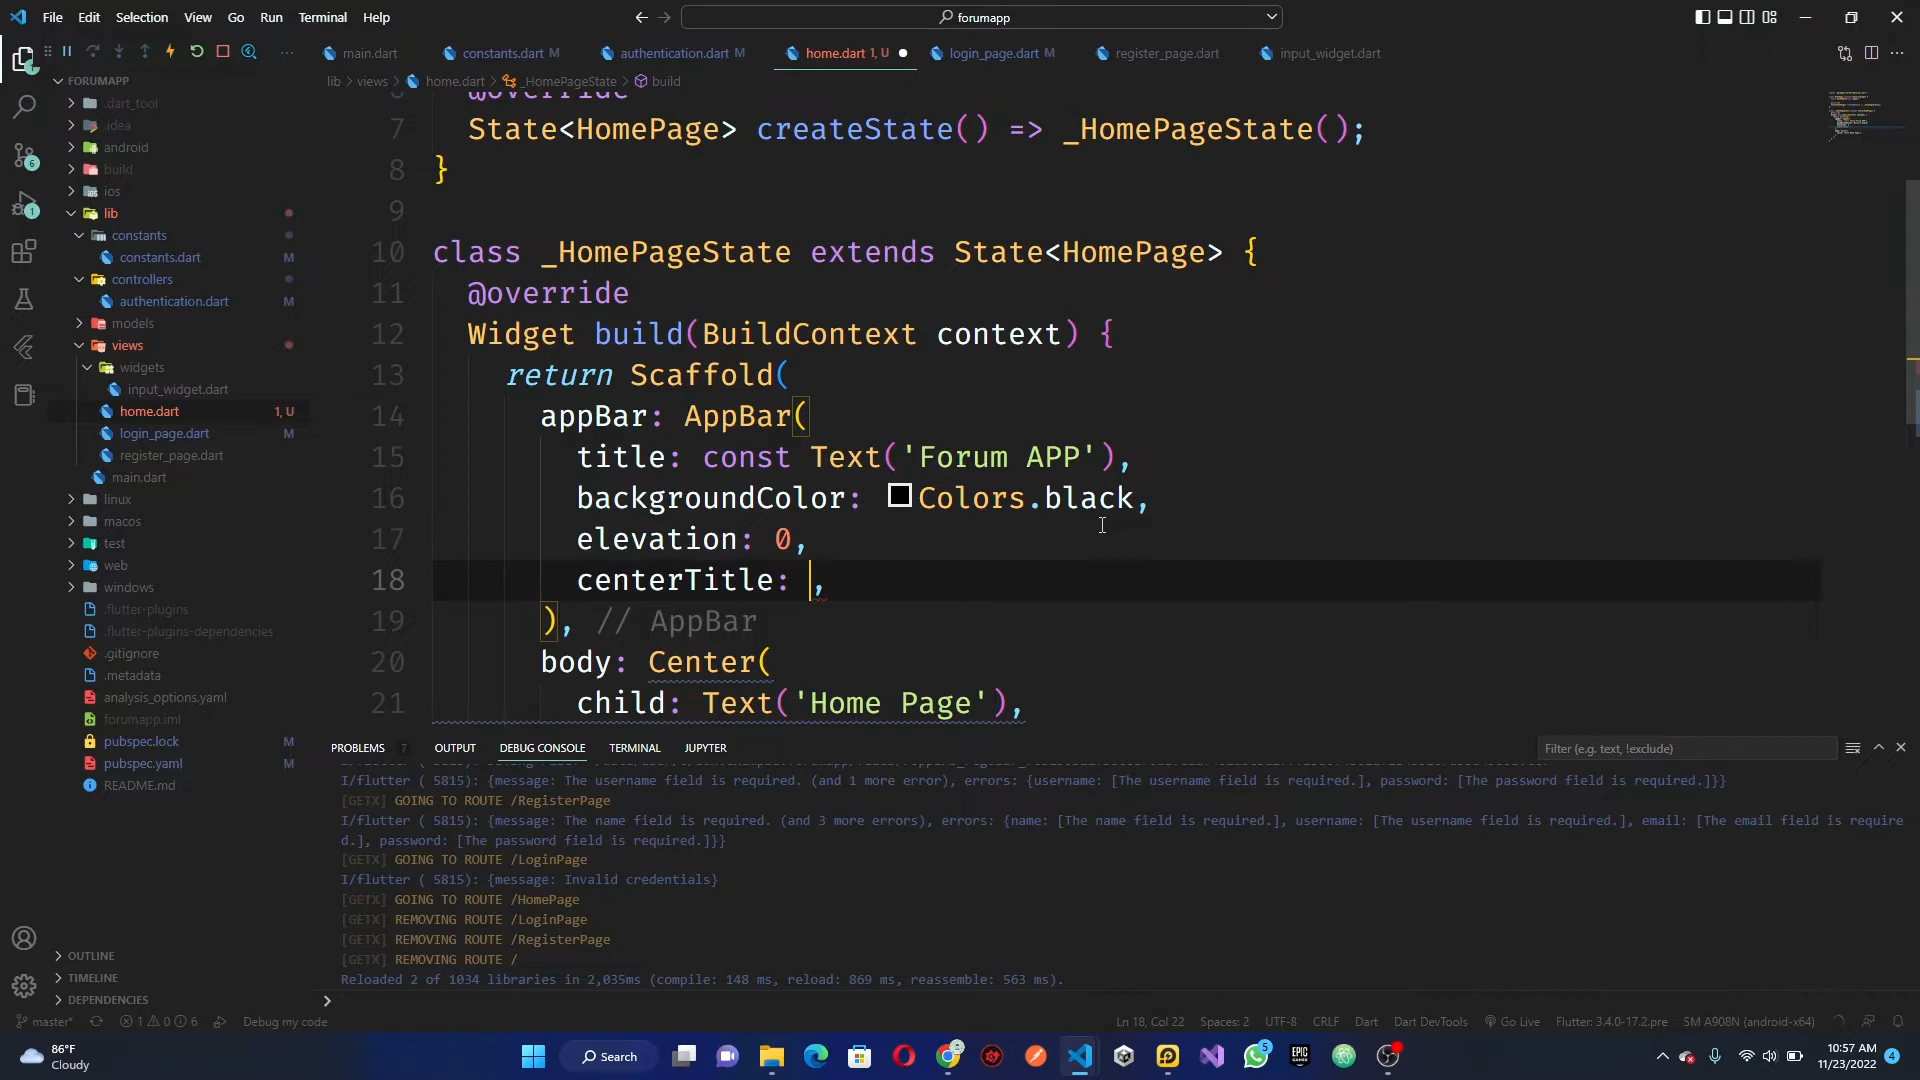 File Edit Selection View Go Run Terminal Help
forumapp
main.dart constants.dart M authentication.dart M home.dart 1, U login_page.dart M register_page.dart input_widget.dart
lib > views > home.dart > _HomePageState > build
FORUMAPP
.dart_tool
.idea
android
build
ios
lib
constants
constants.dart M
controllers
authentication.dart M
models
views
widgets
input_widget.dart
home.dart 1, U
login_page.dart M
register_page.dart
main.dart
linux
macos
test
web
windows
.flutter-plugins
.flutter-plugins-dependencies
.gitignore
.metadata
analysis_options.yaml
forumapp.iml
pubspec.lock M
pubspec.yaml M
README.md
OUTLINE
TIMELINE
DEPENDENCIES
6 @override
7 State<HomePage> createState() => _HomePageState();
8 }
9
10 class _HomePageState extends State<HomePage> {
11 @override
12 Widget build(BuildContext context) {
13 return Scaffold(
14 appBar: AppBar(
15 title: const Text('Forum APP'),
16 backgroundColor: Colors.black,
17 elevation: 0,
18 centerTitle: ,
19 ), // AppBar
20 body: Center(
21 child: Text('Home Page'),
PROBLEMS 7 OUTPUT DEBUG CONSOLE TERMINAL JUPYTER
Filter (e.g. text, !exclude)
I/flutter ( 5815): {message: The username field is required. (and 1 more error), errors: {username: [The username field is required.], password: [The password field is required.]}}
[GETX] GOING TO ROUTE /RegisterPage
I/flutter ( 5815): {message: The name field is required. (and 3 more errors), errors: {name: [The name field is required.], username: [The username field is required.], email: [The email field is require
d.], password: [The password field is required.]}}
[GETX] GOING TO ROUTE /LoginPage
I/flutter ( 5815): {message: Invalid credentials}
[GETX] GOING TO ROUTE /HomePage
[GETX] REMOVING ROUTE /LoginPage
[GETX] REMOVING ROUTE /RegisterPage
[GETX] REMOVING ROUTE /
Reloaded 2 of 1034 libraries in 2,035ms (compile: 148 ms, reload: 869 ms, reassemble: 563 ms).
master* 1 0 6 Debug my code
Ln 18, Col 22 Spaces: 2 UTF-8 CRLF Dart Dart DevTools Go Live Flutter: 3.4.0-17.2.pre SM A908N (android-x64)
86°F
Cloudy
Search
10:57 AM
11/23/2022